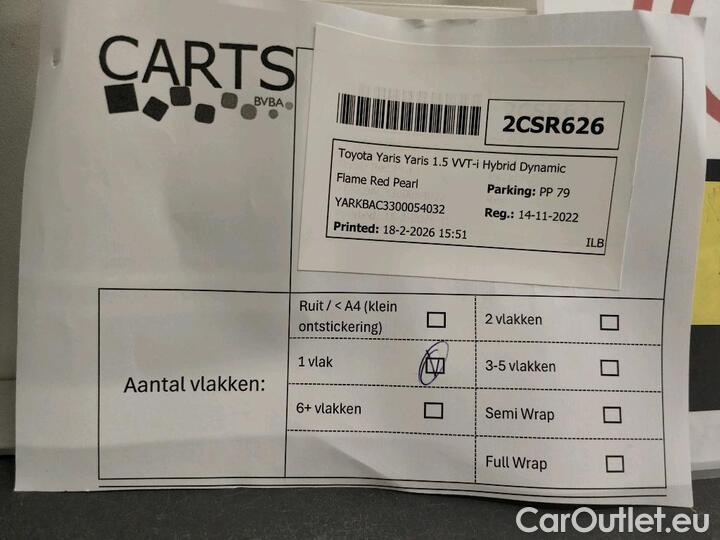 CARTS
BVBA
2CSR626
Toyota Yaris Yaris 1.5 VVT-i Hybrid Dynamic
Flame Red Pearl
Parking: PP 79
YARKBAC3300054032
Reg.: 14-11-2022
Printed: 18-2-2026 15:51
ILB
Aantal vlakken:
Ruit / < A4 (klein
ontstickering)
2 vlakken
1 vlak
3-5 vlakken
6+ vlakken
Semi Wrap
Full Wrap
CarOutlet.eu